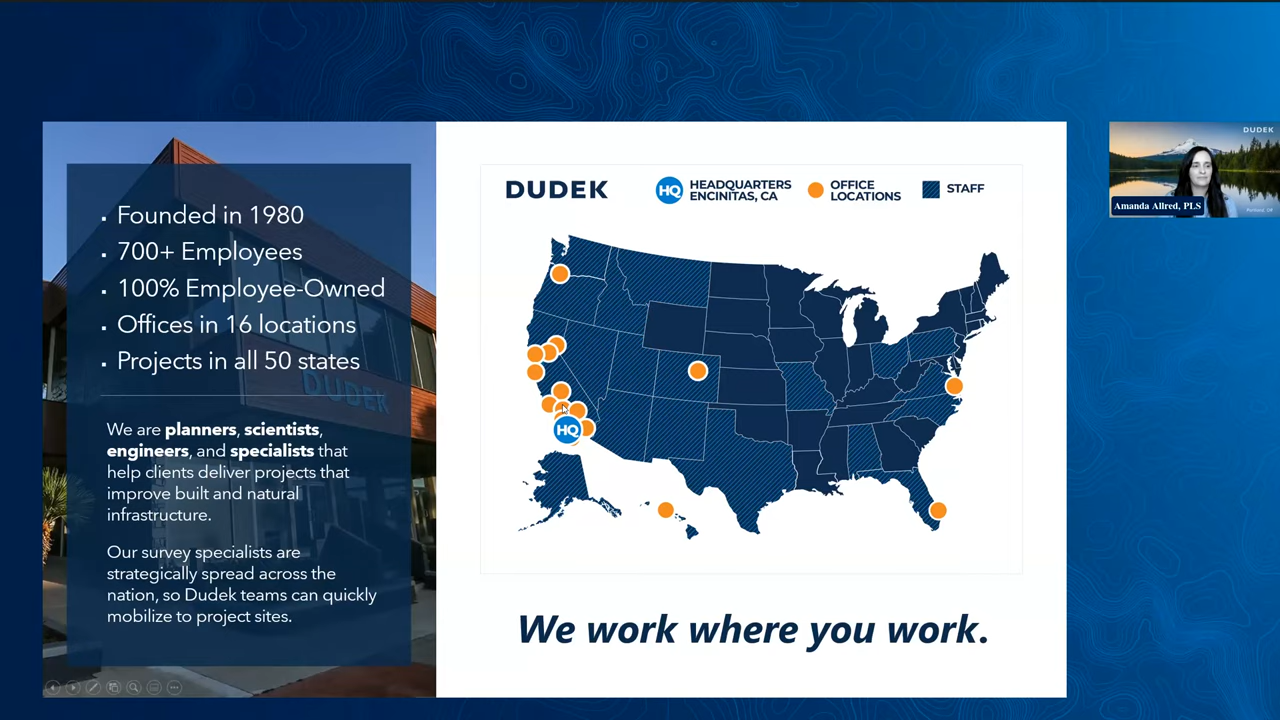 ▪ Founded in 1980
▪ 700+ Employees
▪ 100% Employee-Owned
▪ Offices in 16 locations
▪ Projects in all 50 states
We are planners, scientists,
engineers, and specialists that
help clients deliver projects that
improve built and natural
infrastructure.
Our survey specialists are
strategically spread across the
nation, so Dudek teams can quickly
mobilize to project sites.
DUDEK
DUDEK
HQ HEADQUARTERS
ENCINITAS, CA
OFFICE
LOCATIONS
STAFF
HQ
We work where you work.
DUDEK
Amanda Allred, PLS
Portland, OR